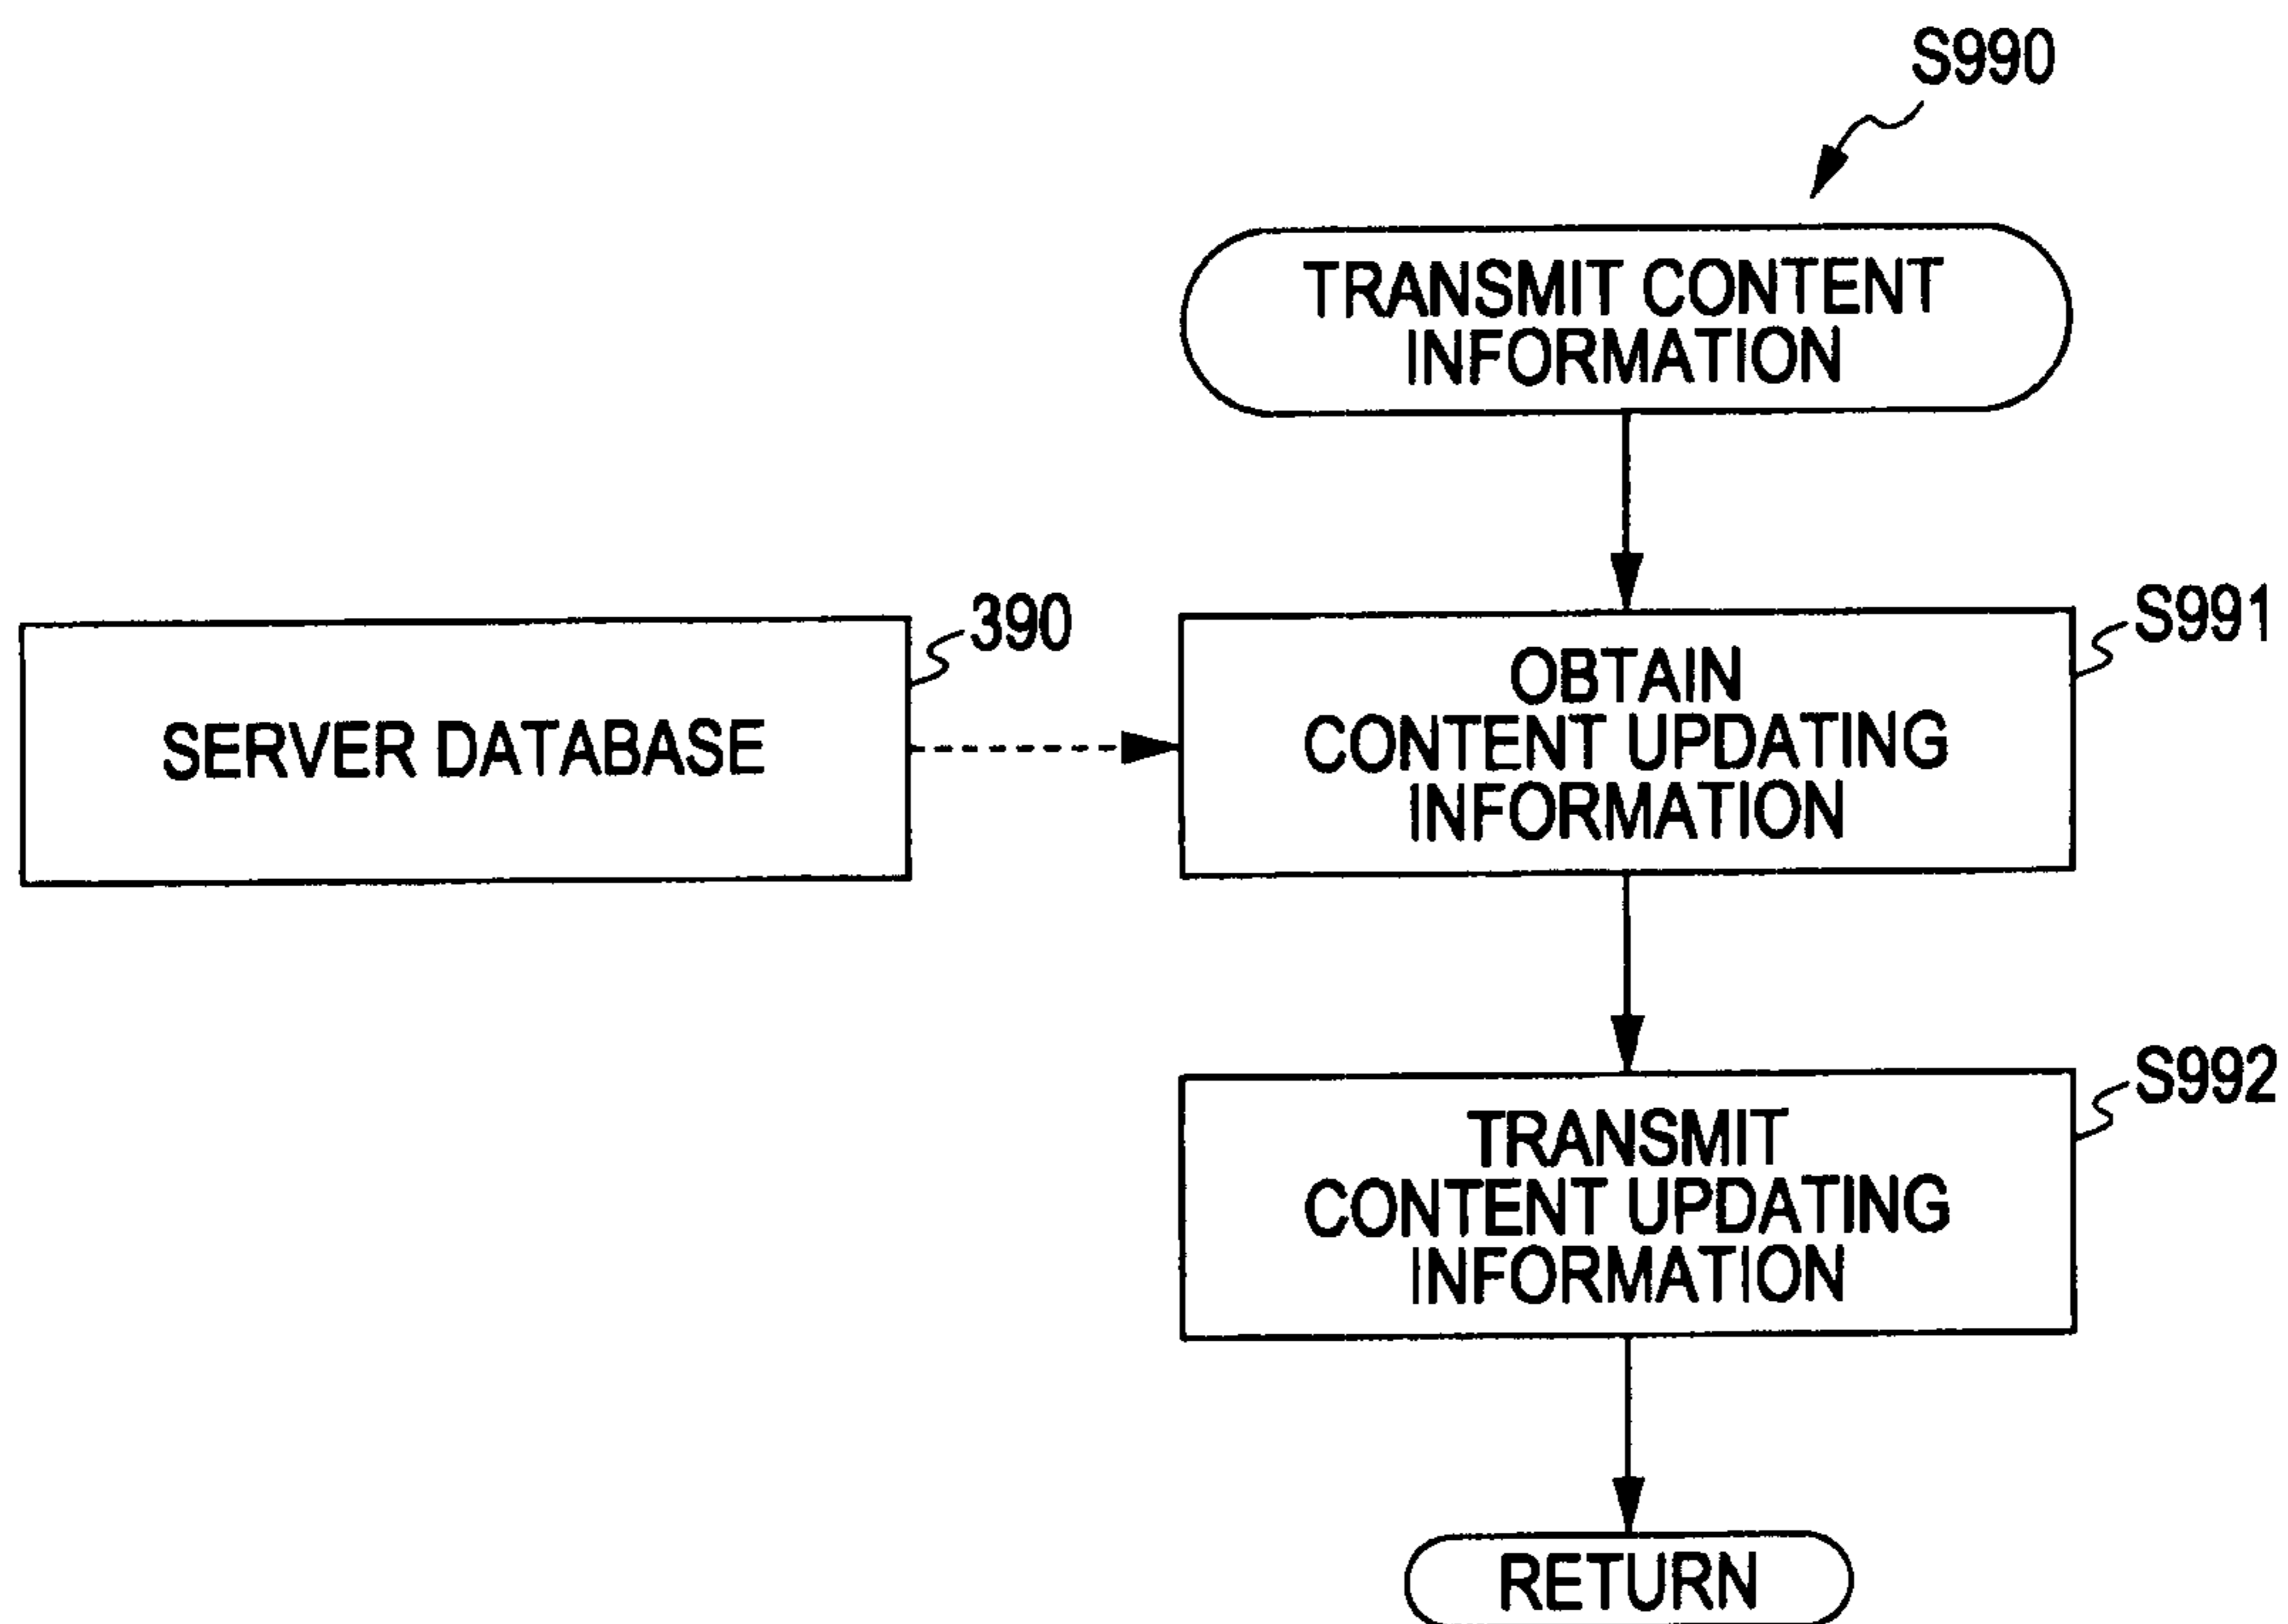 S990
TRANSMIT CONTENT
INFORMATION
390
SERVER DATABASE
S991
OBTAIN
CONTENT UPDATING
INFORMATION
S992
TRANSMIT
CONTENT UPDATING
INFORMATION
RETURN